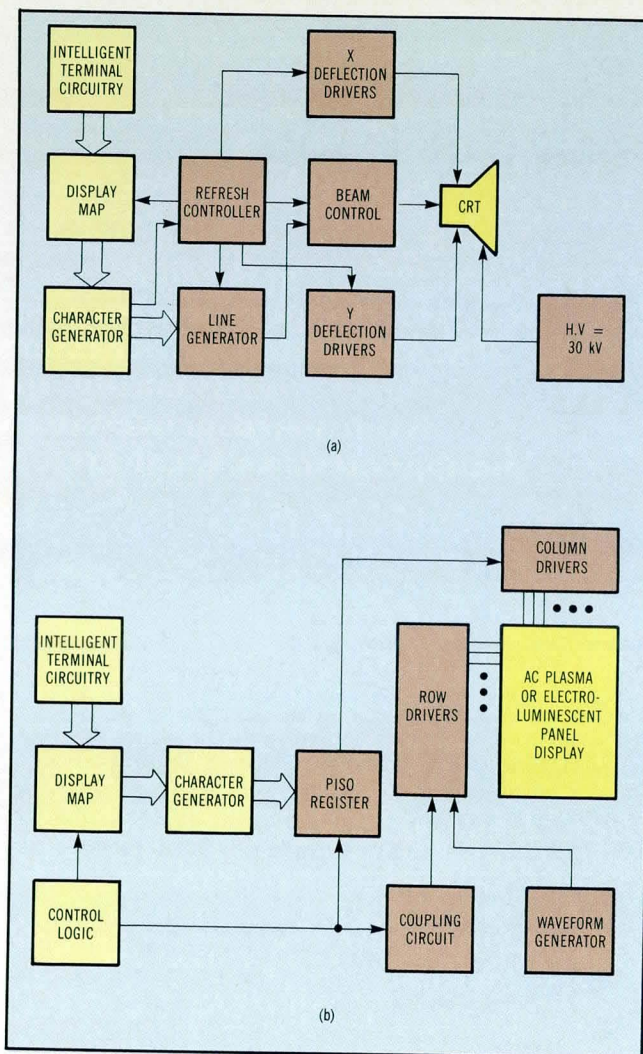 INTELLIGENT
TERMINAL
CIRCUITRY
X
DEFLECTION
DRIVERS
DISPLAY
MAP
REFRESH
CONTROLLER
BEAM
CONTROL
CRT
CHARACTER
GENERATOR
LINE
GENERATOR
Y
DEFLECTION
DRIVERS
H.V =
30 kV
(a)
COLUMN
DRIVERS
INTELLIGENT
TERMINAL
CIRCUITRY
ROW
DRIVERS
AC PLASMA
OR ELECTRO-
LUMINESCENT
PANEL
DISPLAY
DISPLAY
MAP
CHARACTER
GENERATOR
PISO
REGISTER
CONTROL
LOGIC
COUPLING
CIRCUIT
WAVEFORM
GENERATOR
(b)